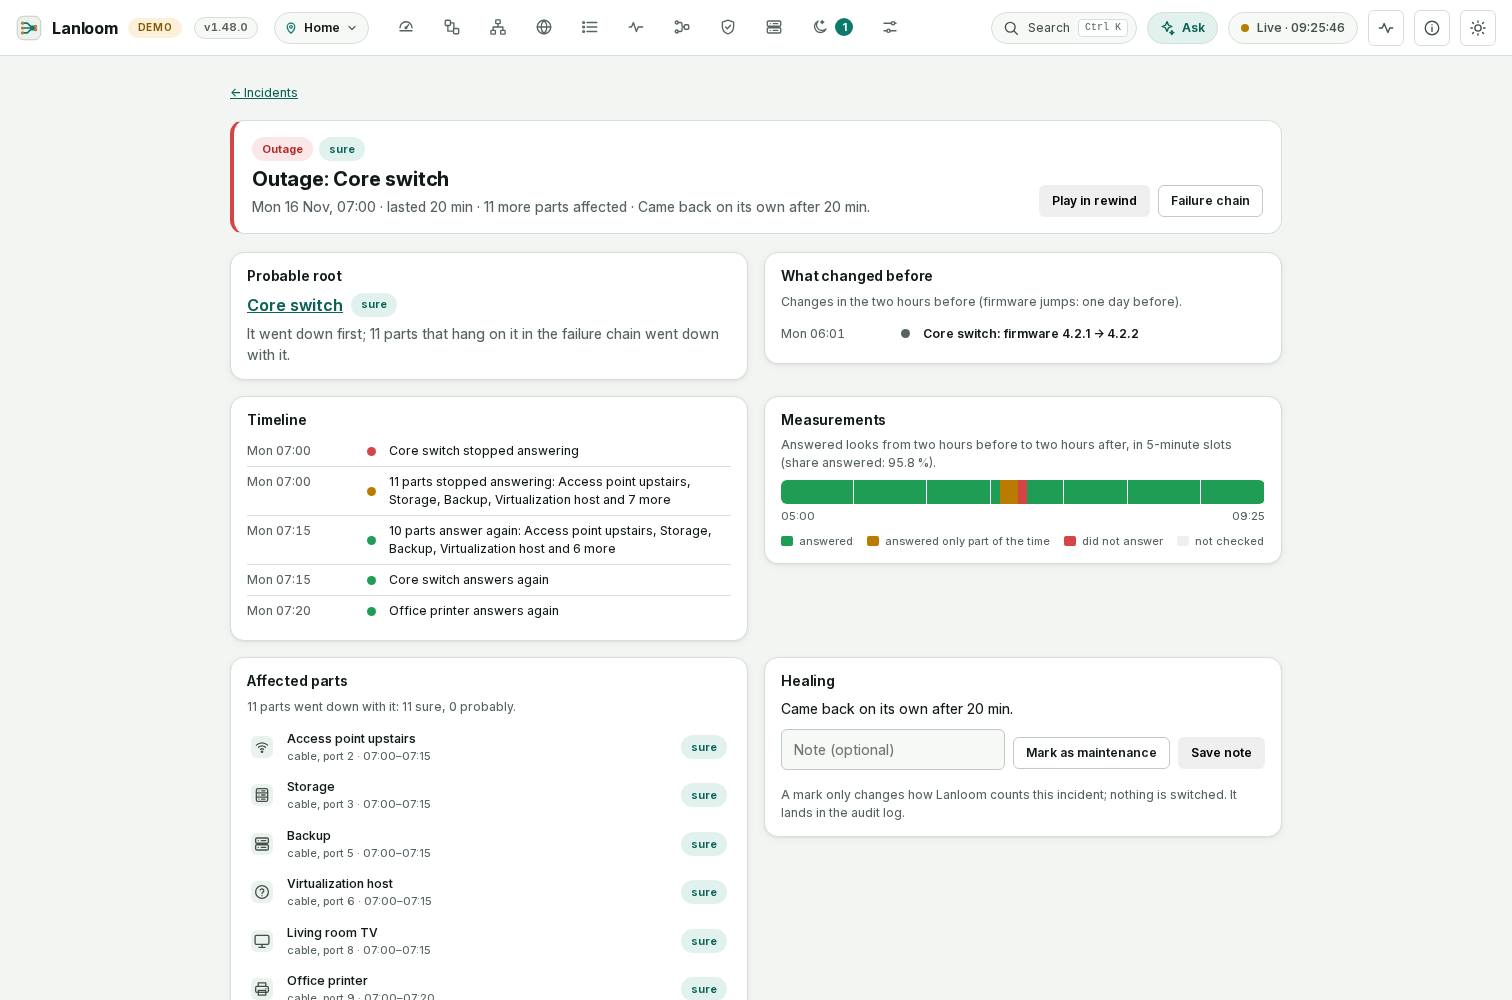 Lanloom DEMO v1.48.0 Home 1 Search Ctrl K Ask Live · 09:25:46
← Incidents
Outage sure
Outage: Core switch
Mon 16 Nov, 07:00 · lasted 20 min · 11 more parts affected · Came back on its own after 20 min.
Play in rewind Failure chain
Probable root
Core switch sure
It went down first; 11 parts that hang on it in the failure chain went down
with it.
What changed before
Changes in the two hours before (firmware jumps: one day before).
Mon 06:01 Core switch: firmware 4.2.1 → 4.2.2
Timeline
Mon 07:00 Core switch stopped answering
Mon 07:00 11 parts stopped answering: Access point upstairs,
Storage, Backup, Virtualization host and 7 more
Mon 07:15 10 parts answer again: Access point upstairs, Storage,
Backup, Virtualization host and 6 more
Mon 07:15 Core switch answers again
Mon 07:20 Office printer answers again
Measurements
Answered looks from two hours before to two hours after, in 5-minute slots
(share answered: 95.8 %).
05:00 09:25
answered answered only part of the time did not answer not checked
Affected parts
11 parts went down with it: 11 sure, 0 probably.
Access point upstairs
cable, port 2 · 07:00–07:15 sure
Storage
cable, port 3 · 07:00–07:15 sure
Backup
cable, port 5 · 07:00–07:15 sure
Virtualization host
cable, port 6 · 07:00–07:15 sure
Living room TV
cable, port 8 · 07:00–07:15 sure
Office printer
cable, port 9 · 07:00–07:20 sure
Healing
Came back on its own after 20 min.
Note (optional) Mark as maintenance Save note
A mark only changes how Lanloom counts this incident; nothing is switched. It
lands in the audit log.